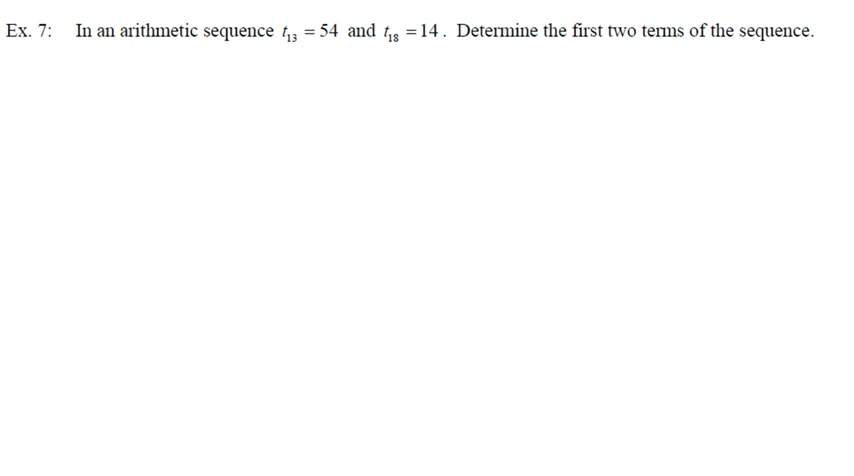 Ex. 7: In an arithmetic sequence t₁₃ = 54 and t₁₈ = 14. Determine the first two terms of the sequence.